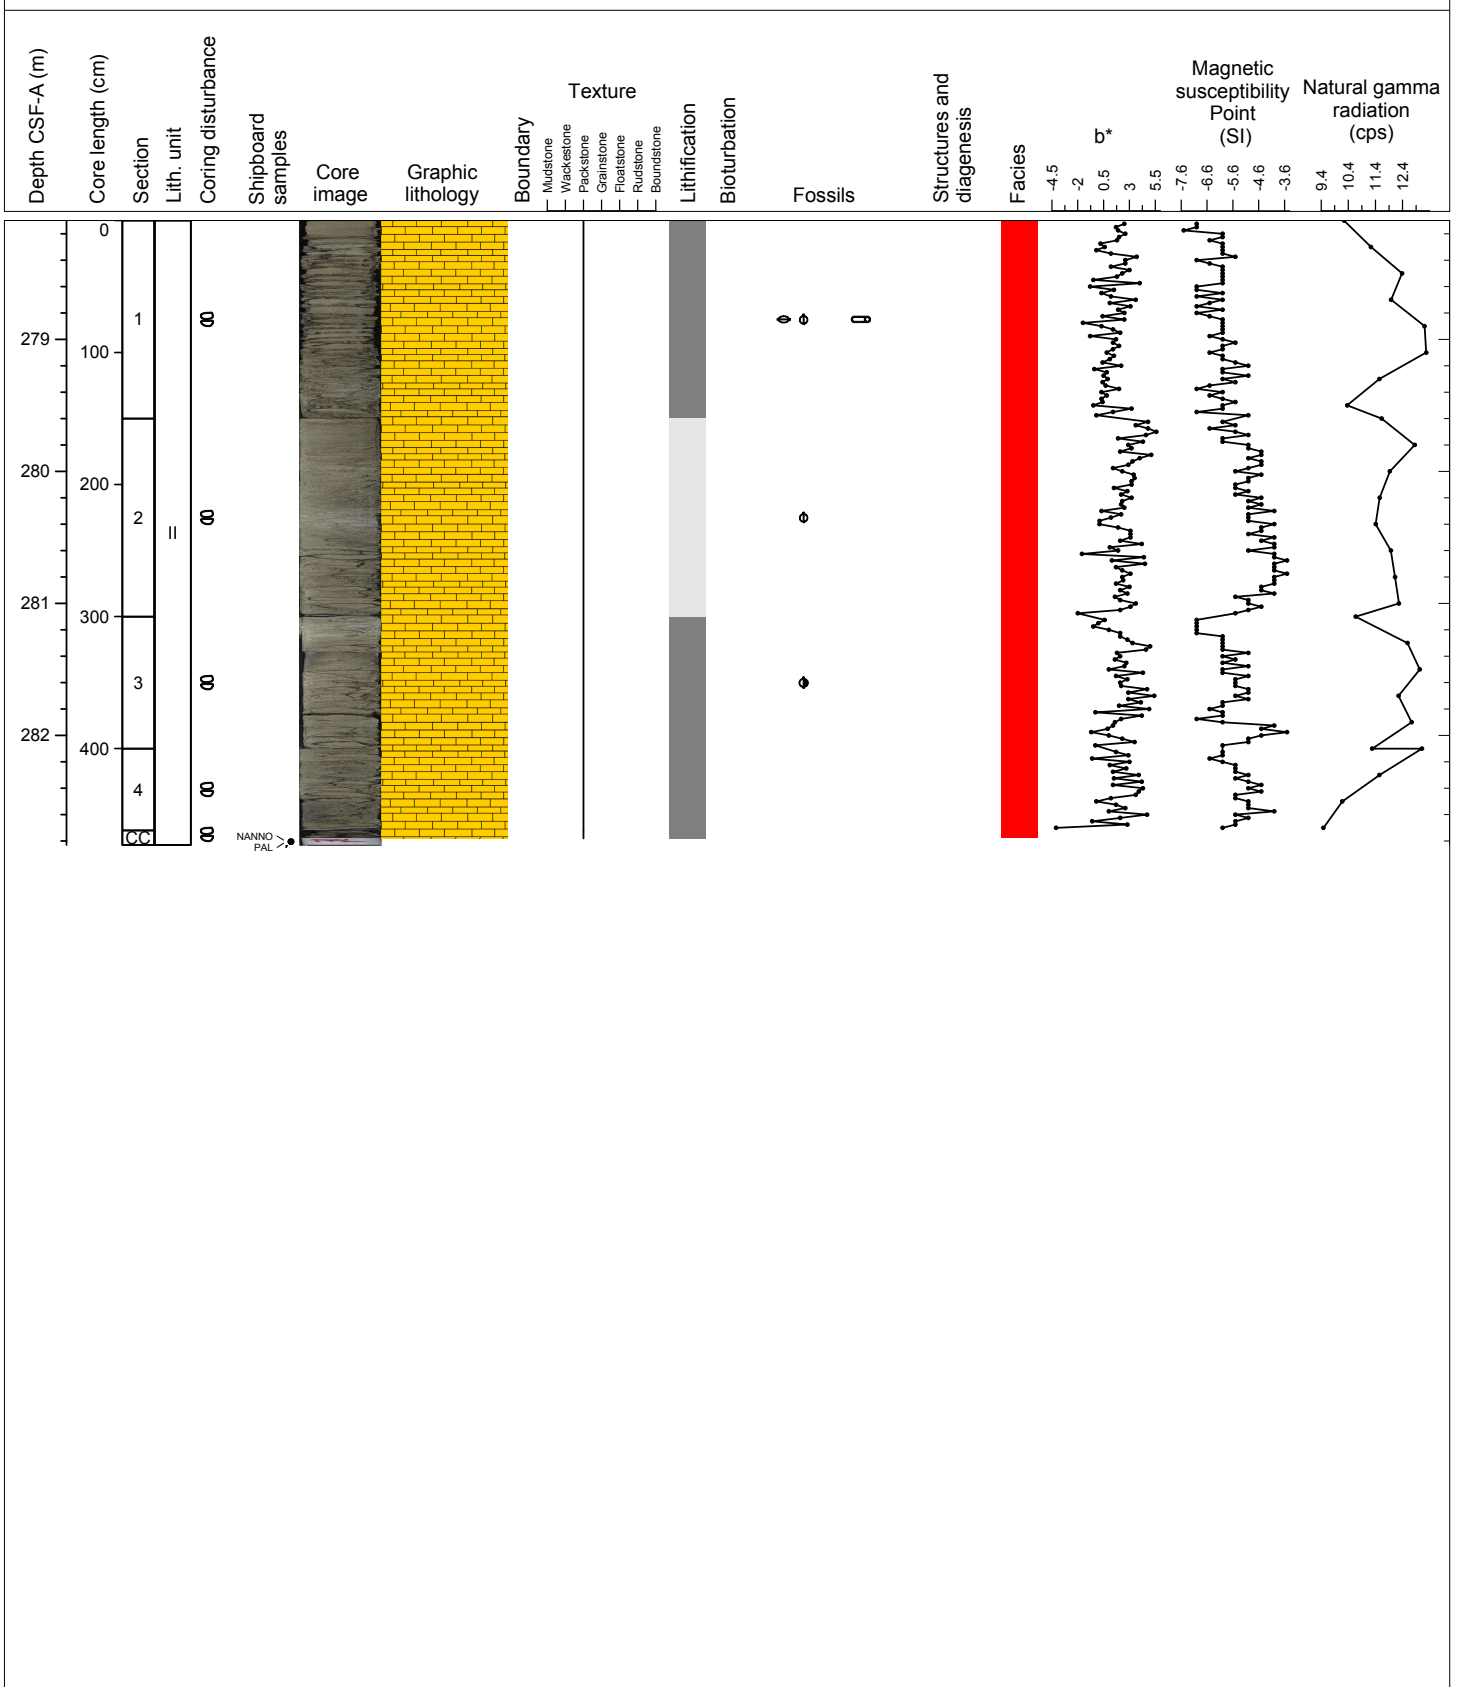 Depth CSF-A (m)
Core length (cm)
Section
Lith. unit
Coring disturbance
Shipboard
samples
Core
image
Graphic
lithology
Boundary
Texture
Mudstone
Wackestone
Packstone
Grainstone
Floatstone
Rudstone
Boundstone
Lithification
Bioturbation
Fossils
Structures and
diagenesis
Facies
b*
-4.5
-2
0.5
3
5.5
Magnetic
susceptibility
Point
(SI)
-7.6
-6.6
-5.6
-4.6
-3.6
Natural gamma
radiation
(cps)
9.4
10.4
11.4
12.4
279
280
281
282
0
100
200
300
400
1
2
3
4
CC
II
NANNO
PAL